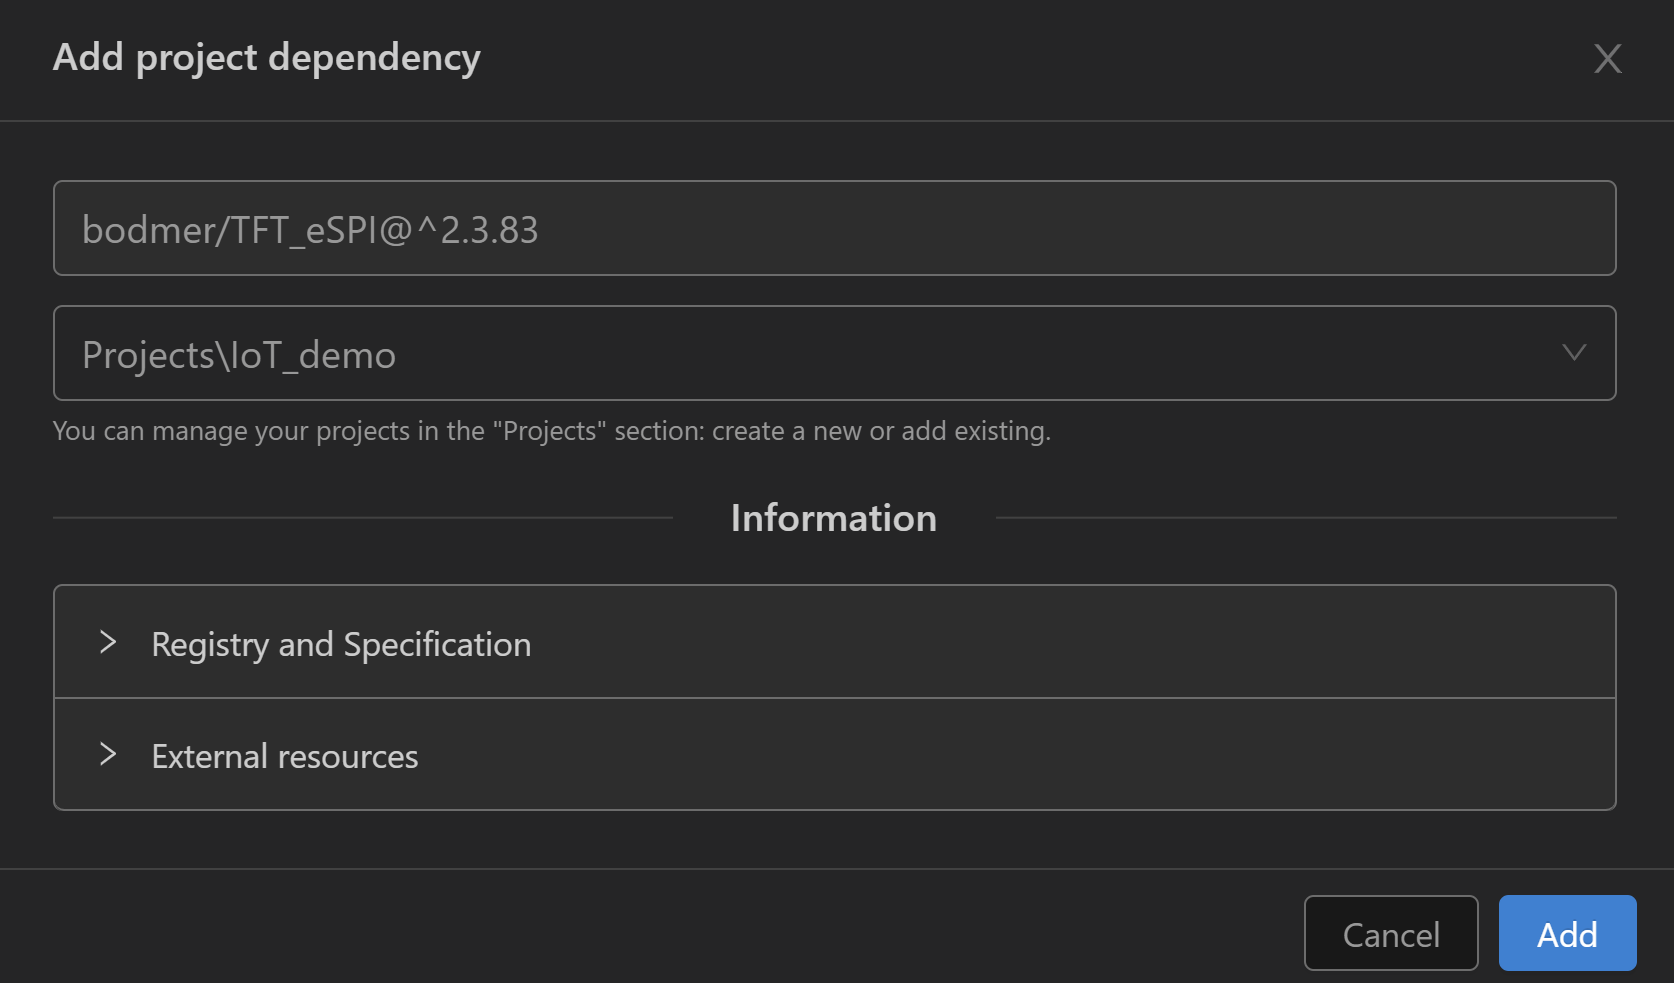 Add project dependency
bodmer/TFT_eSPI@^2.3.83
Projects\IoT_demo
You can manage your projects in the "Projects" section: create a new or add existing.
Information
Registry and Specification
External resources
Cancel
Add